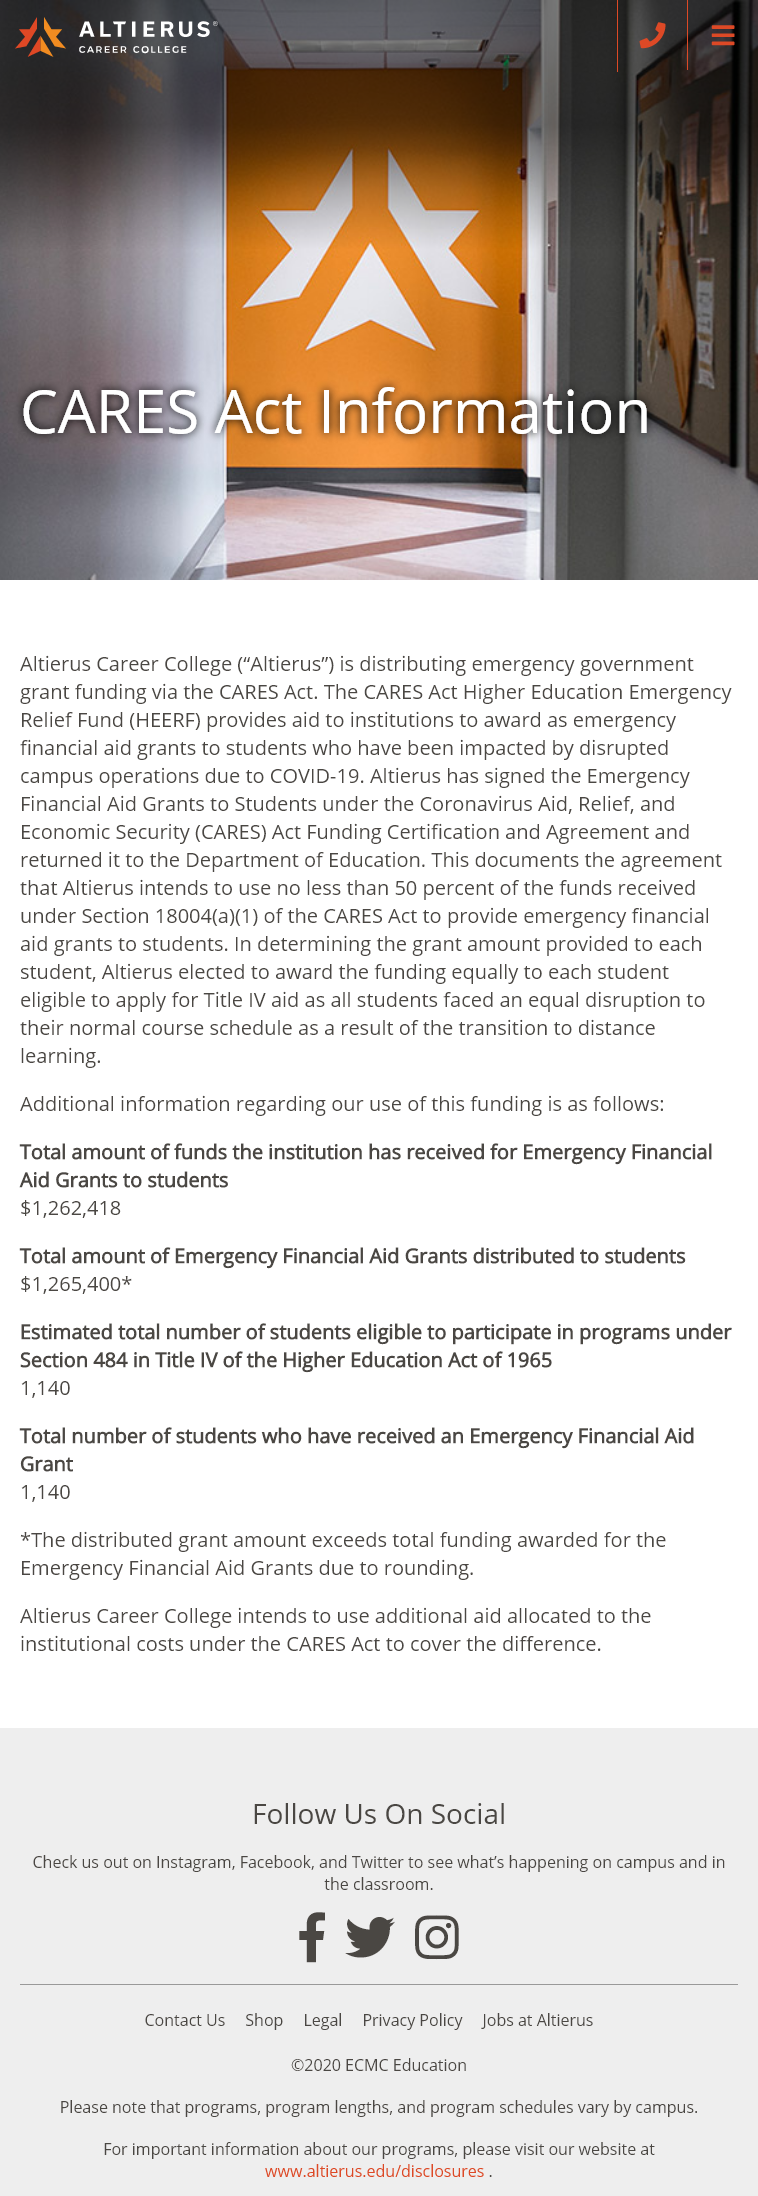 ALTIERUS®
CAREER COLLEGE
CARES Act Information
Altierus Career College (“Altierus”) is distributing emergency government
grant funding via the CARES Act. The CARES Act Higher Education Emergency
Relief Fund (HEERF) provides aid to institutions to award as emergency
financial aid grants to students who have been impacted by disrupted
campus operations due to COVID-19. Altierus has signed the Emergency
Financial Aid Grants to Students under the Coronavirus Aid, Relief, and
Economic Security (CARES) Act Funding Certification and Agreement and
returned it to the Department of Education. This documents the agreement
that Altierus intends to use no less than 50 percent of the funds received
under Section 18004(a)(1) of the CARES Act to provide emergency financial
aid grants to students. In determining the grant amount provided to each
student, Altierus elected to award the funding equally to each student
eligible to apply for Title IV aid as all students faced an equal disruption to
their normal course schedule as a result of the transition to distance
learning.
Additional information regarding our use of this funding is as follows:
Total amount of funds the institution has received for Emergency Financial
Aid Grants to students
$1,262,418
Total amount of Emergency Financial Aid Grants distributed to students
$1,265,400*
Estimated total number of students eligible to participate in programs under
Section 484 in Title IV of the Higher Education Act of 1965
1,140
Total number of students who have received an Emergency Financial Aid
Grant
1,140
*The distributed grant amount exceeds total funding awarded for the
Emergency Financial Aid Grants due to rounding.
Altierus Career College intends to use additional aid allocated to the
institutional costs under the CARES Act to cover the difference.
Follow Us On Social
Check us out on Instagram, Facebook, and Twitter to see what’s happening on campus and in
the classroom.
Contact Us Shop Legal Privacy Policy Jobs at Altierus
©2020 ECMC Education
Please note that programs, program lengths, and program schedules vary by campus.
For important information about our programs, please visit our website at
www.altierus.edu/disclosures .